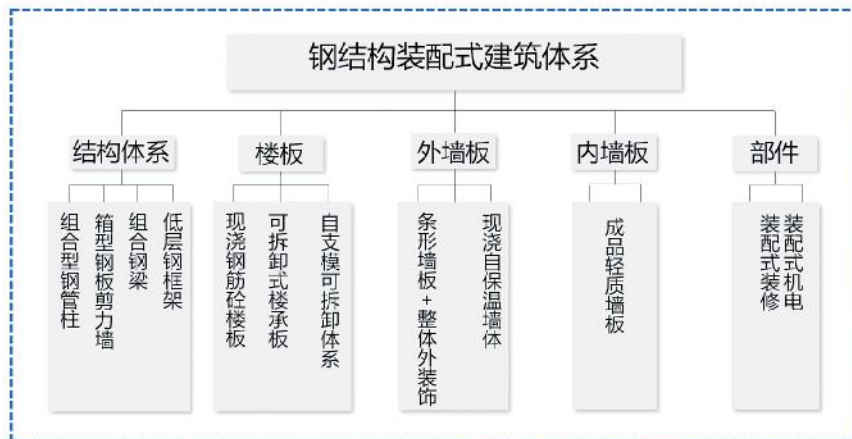 钢结构装配式建筑体系
结构体系
楼板
外墙板
内墙板
部件
组合型钢管柱
箱型钢板剪力墙
组合钢梁
低层钢框架
现浇钢筋砼楼板
可拆卸式楼承板
自支模可拆卸体系
条形墙板+整体外装饰
现浇自保温墙体
成品轻质墙板
装配式装修
装配式机电